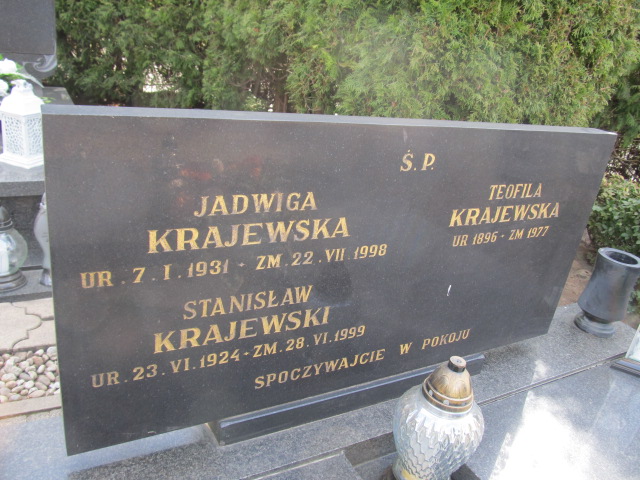 Ś.P.
JADWIGA
KRAJEWSKA
UR. 7. I. 1931 - ZM. 22. VII. 1998
STANISŁAW
KRAJEWSKI
UR. 23. VI. 1924 - ZM. 28. VI. 1999
TEOFILA
KRAJEWSKA
UR 1896 - ZM 1977
SPOCZYWAJCIE W POKOJU